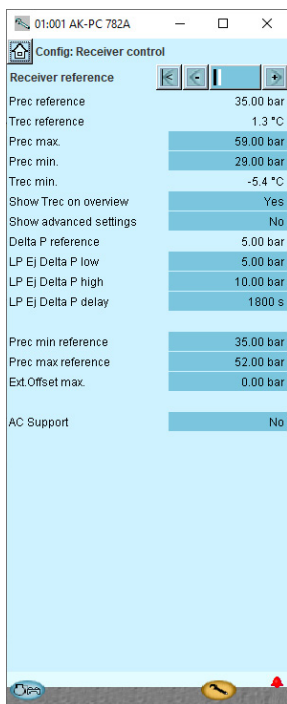 01:001 AK-PC 782A
Config: Receiver control
Receiver reference
Prec reference 35.00 bar
Trec reference 1.3 °C
Prec max. 59.00 bar
Prec min. 29.00 bar
Trec min. -5.4 °C
Show Trec on overview Yes
Show advanced settings No
Delta P reference 5.00 bar
LP Ej Delta P low 5.00 bar
LP Ej Delta P high 10.00 bar
LP Ej Delta P delay 1800 s
Prec min reference 35.00 bar
Prec max reference 52.00 bar
Ext.Offset max. 0.00 bar
AC Support No